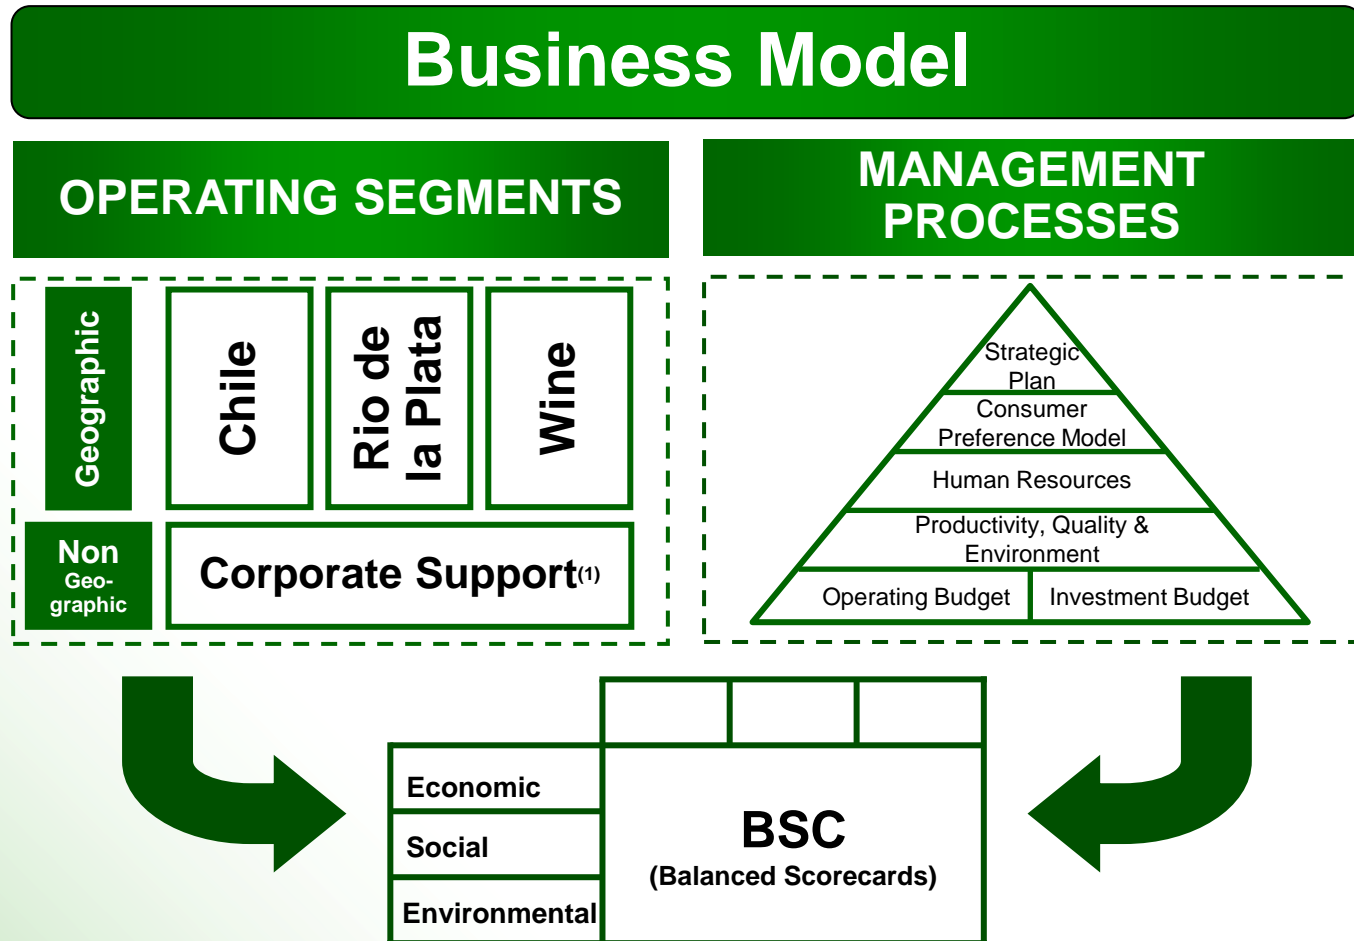 Business Model
OPERATING SEGMENTS
MANAGEMENT
PROCESSES
Geographic
Chile
Rio de
la Plata
Wine
Non
Geo-
graphic
Corporate Support(1)
Strategic
Plan
Consumer
Preference Model
Human Resources
Productivity, Quality &
Environment
Operating Budget
Investment Budget
Economic
Social
Environmental
BSC
(Balanced Scorecards)